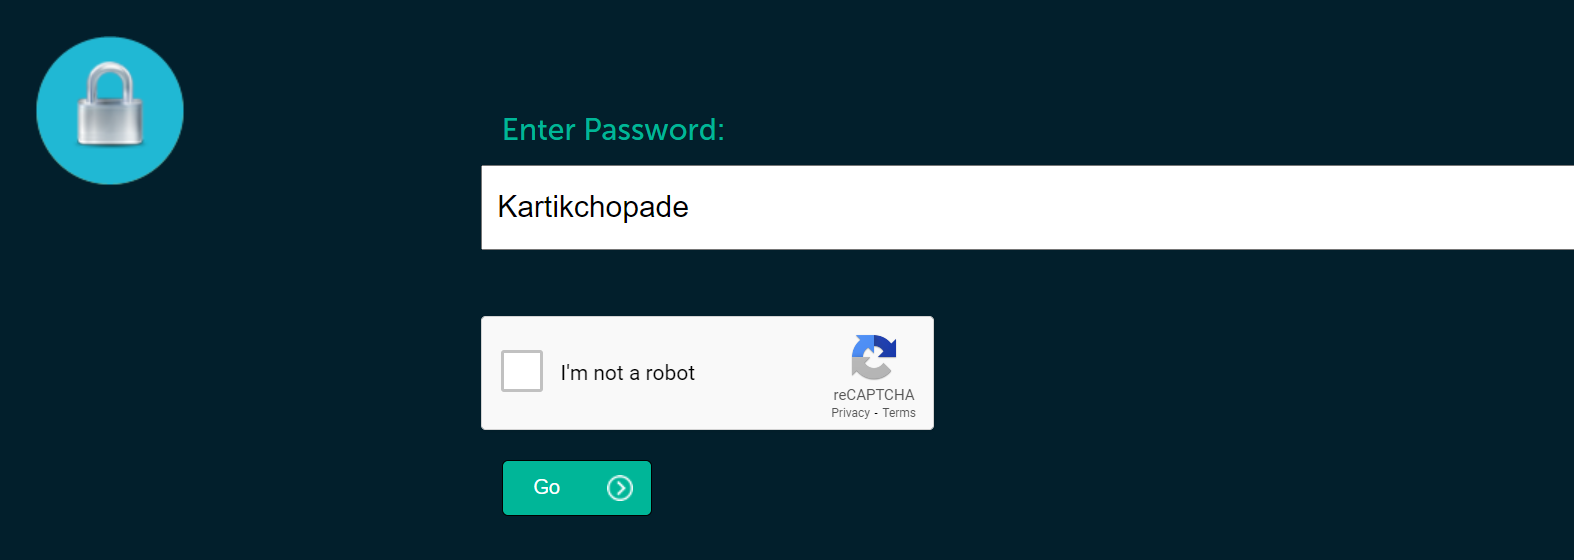 Enter Password:
Kartikchopade
I'm not a robot
reCAPTCHA
Privacy - Terms
Go